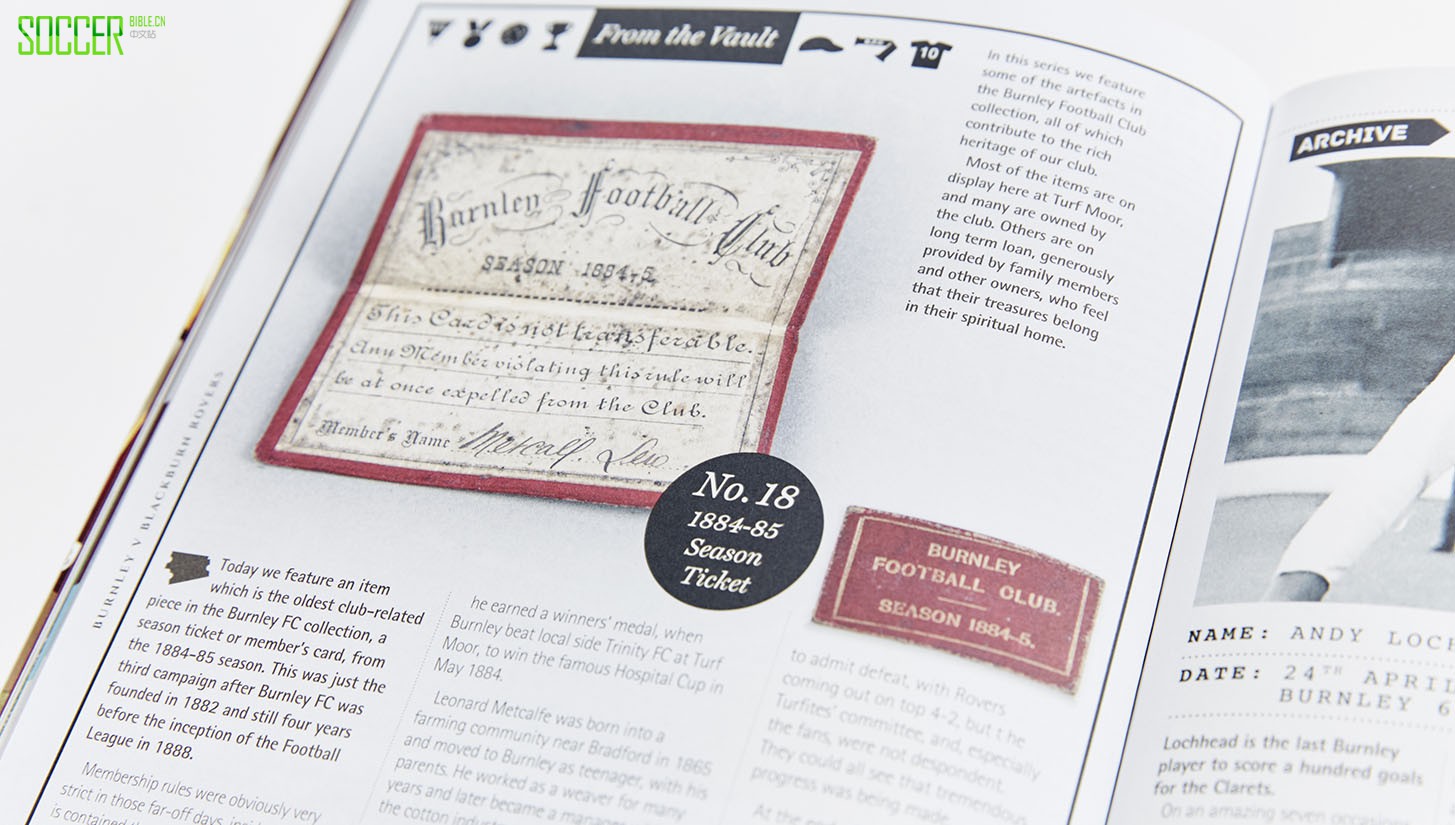 SOCCER
BIBLE.CN
中文站
From the Vault
10
In this series we feature
some of the artefacts in
the Burnley Football Club
collection, all of which
contribute to the rich
heritage of our club.
Most of the items are on
display here at Turf Moor,
and many are owned by
the club. Others are on
long term loan, generously
provided by family members
and other owners, who feel
that their treasures belong
in their spiritual home.
Burnley Football Club
SEASON 1884-5
This Card is not transferable.
Any Member violating this rule will
be at once expelled from the Club.
Member's Name Metcalf. Leo
No. 18
1884-85
Season
Ticket
BURNLEY
FOOTBALL CLUB.
SEASON 1884-5.
BURNLEY V BLACKBURN ROVERS
Today we feature an item
which is the oldest club-related
piece in the Burnley FC collection, a
season ticket or member's card, from
the 1884-85 season. This was just the
third campaign after Burnley FC was
founded in 1882 and still four years
before the inception of the Football
League in 1888.
Membership rules were obviously very
strict in those far-off days,
is contained
he earned a winners' medal, when
Burnley beat local side Trinity FC at Turf
Moor, to win the famous Hospital Cup in
May 1884.
Leonard Metcalfe was born into a
farming community near Bradford in 1865
and moved to Burnley as teenager, with his
parents. He worked as a weaver for many
years and later became a
the cotton
to admit defeat, with Rovers
coming out on top 4-2, but t he
Turfites' committee, and, especially
the fans, were not despondent.
They could all see that tremendous
progress was being made.
At the
ARCHIVE
NAME: ANDY LOCH
DATE: 24TH APRIL
BURNLEY 6
Lochhead is the last Burnley
player to score a hundred goals
for the Clarets.
On an amazing seven occasions